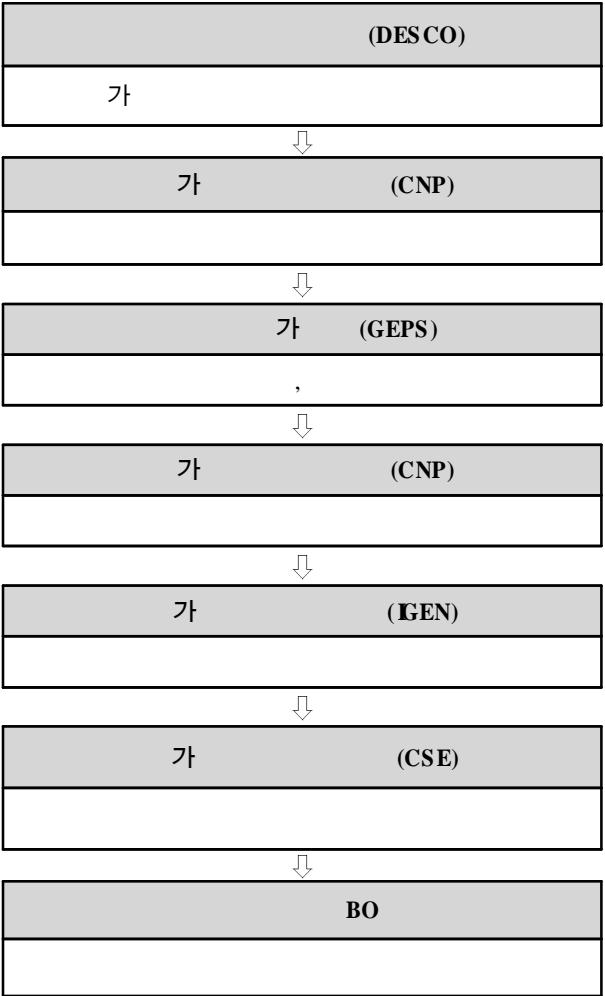 (DESCO)
가
가 (CNP)
가 (GEPS)
,
가 (CNP)
가 (IGEN)
가 (CSE)
BO